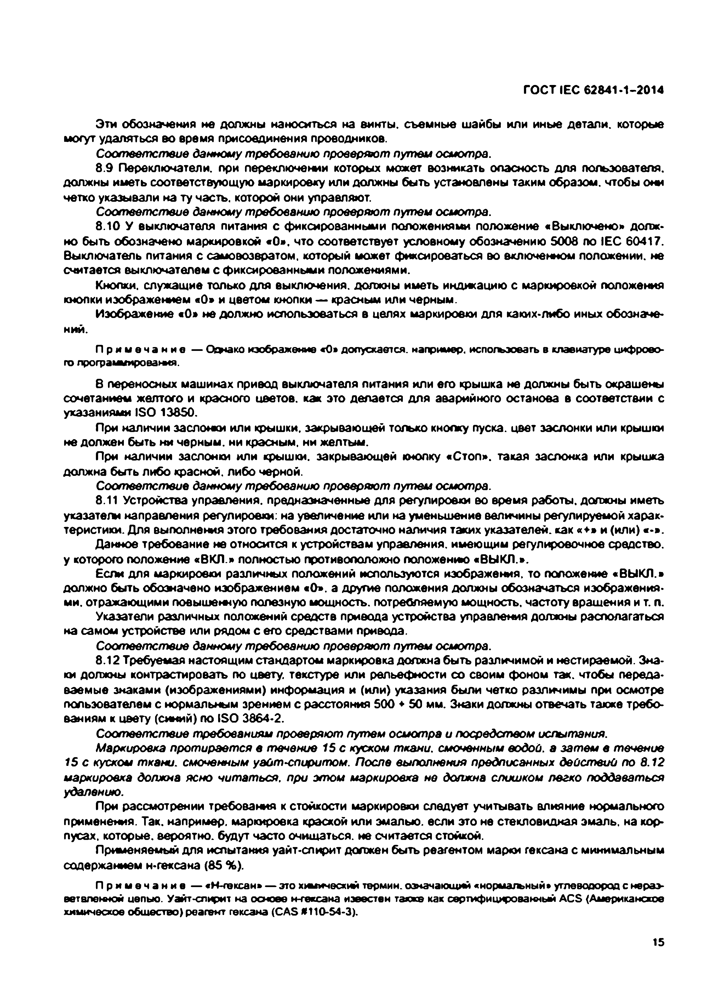 ГОСТ IEC 62841-1–2014
Эти обозначения не должны наноситься на винты, съемные шайбы или иные детали, которые
могут удаляться во время присоединения проводников.
Соответствие данному требованию проверяют путем осмотра.
8.9 Переключатели, при переключении которых может возникать опасность для пользователя,
должны иметь соответствующую маркировку или должны быть установлены таким образом, чтобы они
четко указывали на ту часть, которой они управляют.
Соответствие данному требованию проверяют путем осмотра.
8.10 У выключателя питания с фиксированными положениями положение «Выключено» долж-
но быть обозначено маркировкой «О», что соответствует условному обозначению 5008 по IEC 60417.
Выключатель питания с самовозвратом, который может фиксироваться во включенном положении, не
считается выключателем с фиксированными положениями.
Кнопки, служащие только для выключения, должны иметь индикацию с маркировкой положения
кнопки изображением «О» и цветом кнопки — красным или черным.
Изображение «О» не должно использоваться в целях маркировки для каких-либо иных обозначе-
ний.
Примечание — Однако изображение «О» допускается, например, использовать в клавиатуре цифрово-
го программирования.
В переносных машинах привод выключателя питания или его крышка не должны быть окрашены
сочетанием желтого и красного цветов, как это делается для аварийного останова в соответствии с
указаниями ISO 13850.
При наличии заслонки или крышки, закрывающей только кнопку пуска, цвет заслонки или крышки
не должен быть ни черным, ни красным, ни желтым.
При наличии заслонки или крышки, закрывающей кнопку «Стоп», такая заслонка или крышка
должна быть либо красной, либо черной.
Соответствие данному требованию проверяют путем осмотра.
8.11 Устройства управления, предназначенные для регулировки во время работы, должны иметь
указатели направления регулировки: на увеличение или на уменьшение величины регулируемой харак-
теристики. Для выполнения этого требования достаточно наличия таких указателей, как «+» и (или) «-».
Данное требование не относится к устройствам управления, имеющим регулировочное средство,
у которого положение «ВКЛ.» полностью противоположно положению «ВЫКЛ.».
Если для маркировки различных положений используются изображения, то положение «ВЫКЛ.»
должно быть обозначено изображением «О», а другие положения должны обозначаться изображения-
ми, отражающими повышенную полезную мощность, потребляемую мощность, частоту вращения и т. п.
Указатели различных положений средств привода устройства управления должны располагаться
на самом устройстве или рядом с его средствами привода.
Соответствие данному требованию проверяют путем осмотра.
8.12 Требуемая настоящим стандартом маркировка должна быть различимой и нестираемой. Зна-
ки должны контрастировать по цвету, текстуре или рельефности со своим фоном так, чтобы переда-
ваемые знаками (изображениями) информация и (или) указания были четко различимы при осмотре
пользователем с нормальным зрением с расстояния 500 + 50 мм. Знаки должны отвечать также требо-
ваниям к цвету (синий) по ISO 3864-2.
Соответствие требованиям проверяют путем осмотра и посредством испытания.
Маркировка протирается в течение 15 с куском ткани, смоченным водой, а затем в течение
15 с куском ткани, смоченным уайт-спиритом. После выполнения предписанных действий по 8.12
маркировка должна ясно читаться, при этом маркировка не должна слишком легко поддаваться
удалению.
При рассмотрении требования к стойкости маркировки следует учитывать влияние нормального
применения. Так, например, маркировка краской или эмалью, если это не стекловидная эмаль, на кор-
пусах, которые, вероятно, будут часто очищаться, не считается стойкой.
Применяемый для испытания уайт-спирит должен быть реагентом марки гексана с минимальным
содержанием н-гексана (85 %).
Примечание — «Н-гексан» — это химический термин, означающий «нормальный» углеводород с нераз-
ветвленной цепью. Уайт-спирит на основе н-гексана известен также как сертифицированный ACS (Американское
химическое общество) реагент гексана (CAS #110-54-3).
15